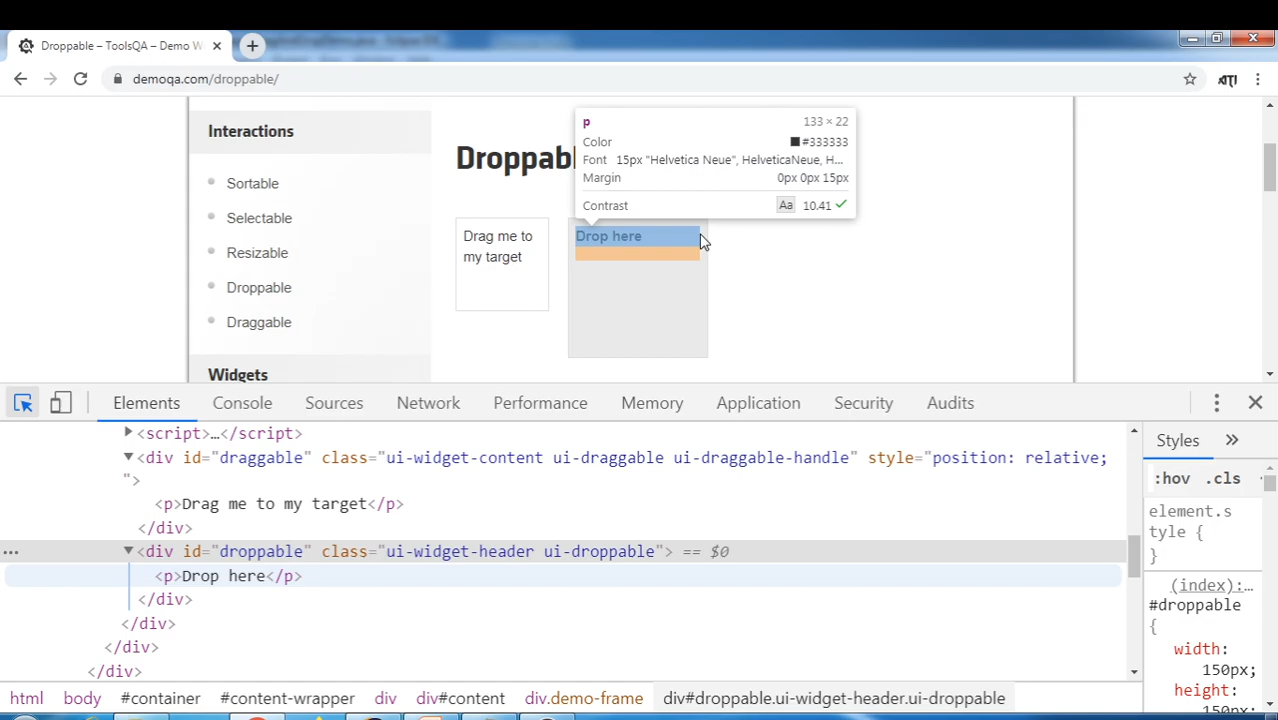 Droppable – ToolsQA – Demo W
demoqa.com/droppable/
Interactions
Sortable
Selectable
Resizable
Droppable
Draggable
Widgets
Droppabl
p 133 × 22
Color #333333
Font 15px "Helvetica Neue", HelveticaNeue, H...
Margin 0px 0px 15px
Contrast Aa 10.41
Drag me to
my target
Drop here
Elements Console Sources Network Performance Memory Application Security Audits
<script>…</script>
<div id="draggable" class="ui-widget-content ui-draggable ui-draggable-handle" style="position: relative;
">
<p>Drag me to my target</p>
</div>
<div id="droppable" class="ui-widget-header ui-droppable"> == $0
<p>Drop here</p>
</div>
</div>
</div>
</div>
html body #container #content-wrapper div div#content div.demo-frame div#droppable.ui-widget-header.ui-droppable
Styles
:hov .cls
element.s
tyle {
}
(index):…
#droppable
{
width:
150px;
height:
150px;